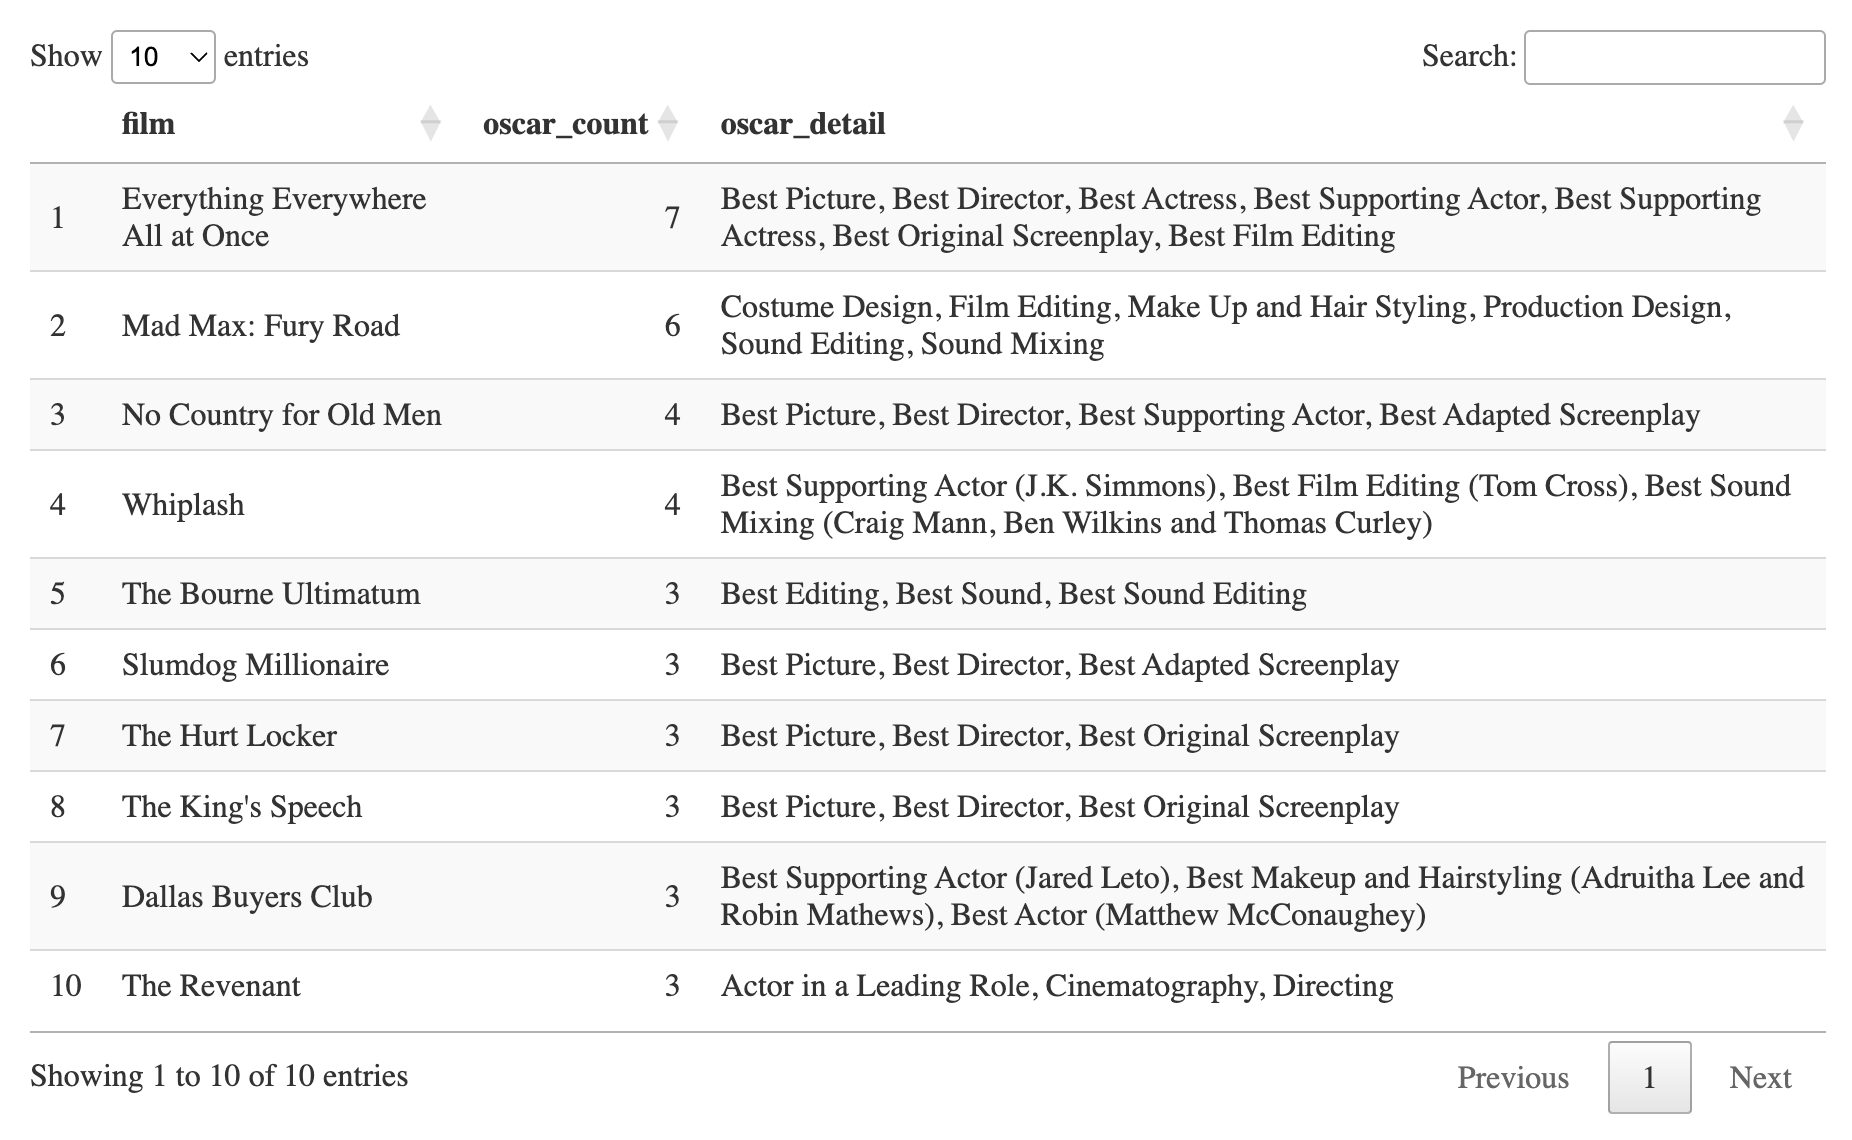 Show 10 entries Search:
film oscar_count oscar_detail
1 Everything Everywhere All at Once 7 Best Picture, Best Director, Best Actress, Best Supporting Actor, Best Supporting
Actress, Best Original Screenplay, Best Film Editing
2 Mad Max: Fury Road 6 Costume Design, Film Editing, Make Up and Hair Styling, Production Design,
Sound Editing, Sound Mixing
3 No Country for Old Men 4 Best Picture, Best Director, Best Supporting Actor, Best Adapted Screenplay
4 Whiplash 4 Best Supporting Actor (J.K. Simmons), Best Film Editing (Tom Cross), Best Sound
Mixing (Craig Mann, Ben Wilkins and Thomas Curley)
5 The Bourne Ultimatum 3 Best Editing, Best Sound, Best Sound Editing
6 Slumdog Millionaire 3 Best Picture, Best Director, Best Adapted Screenplay
7 The Hurt Locker 3 Best Picture, Best Director, Best Original Screenplay
8 The King's Speech 3 Best Picture, Best Director, Best Original Screenplay
9 Dallas Buyers Club 3 Best Supporting Actor (Jared Leto), Best Makeup and Hairstyling (Adruitha Lee and
Robin Mathews), Best Actor (Matthew McConaughey)
10 The Revenant 3 Actor in a Leading Role, Cinematography, Directing
Showing 1 to 10 of 10 entries Previous 1 Next